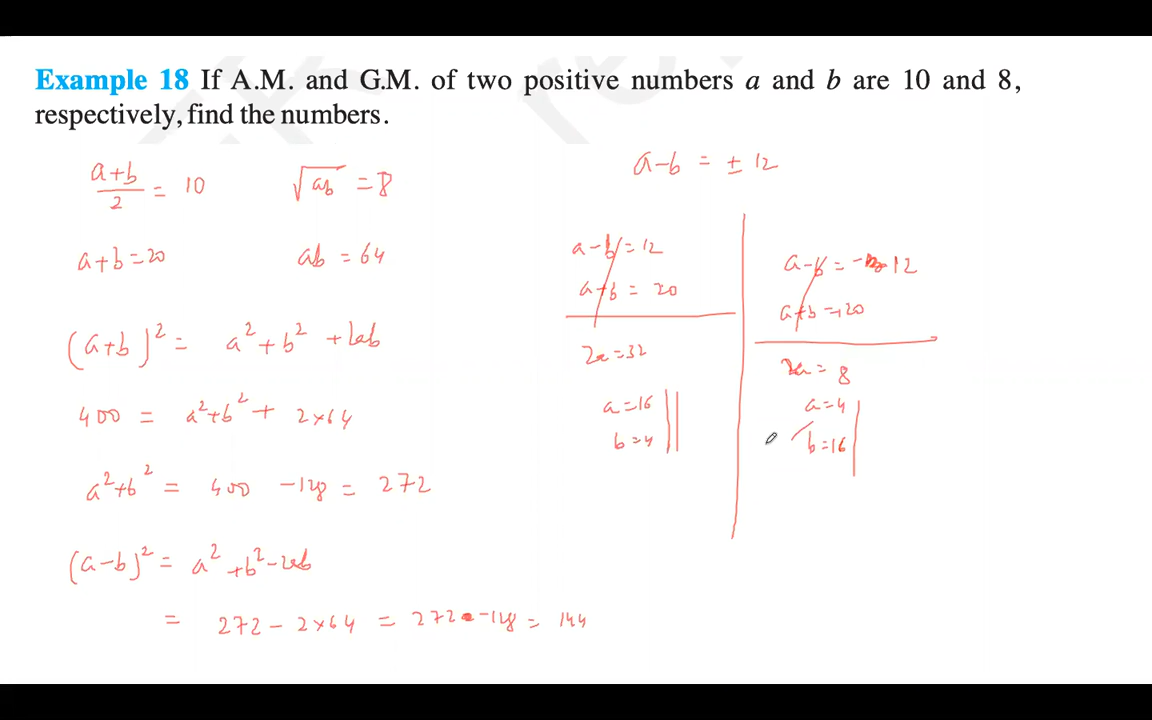 Example 18 If A.M. and G.M. of two positive numbers a and b are 10 and 8,
respectively, find the numbers.
(a+b)/2 = 10
√ab = 8
a+b=20
ab = 64
(a+b)² = a²+b² +2ab
400 = a²+b² + 2×64
a²+b² = 400 -128 = 272
(a-b)² = a²+b²-2ab
= 272 - 2×64 = 272 -128 = 144
a-b = ± 12
a-b=12
a+b = 20
2a=32
a=16
b=4
a-b=-12
a+b=20
2a= 8
a=4
b=16